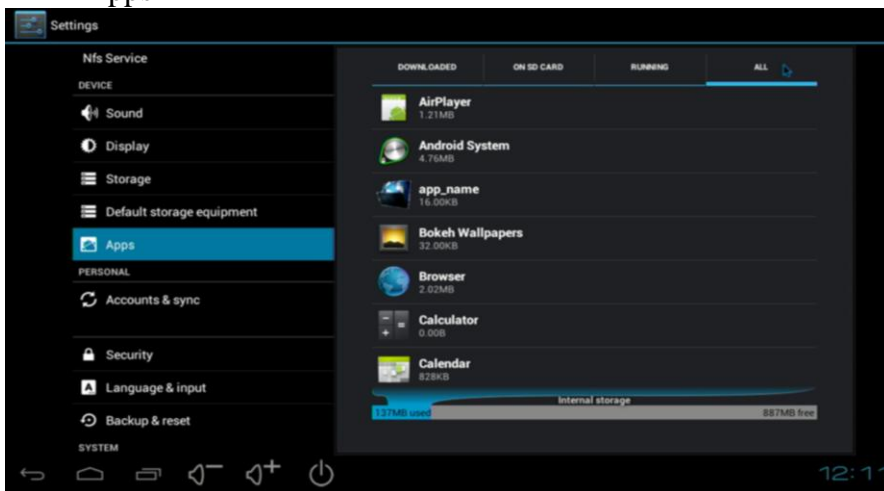 Settings
Nfs Service
DEVICE
Sound
Display
Storage
Default storage equipment
Apps
PERSONAL
Accounts & sync
Security
Language & input
Backup & reset
SYSTEM
DOWNLOADED ON SD CARD RUNNING ALL
AirPlayer
1.21MB
Android System
4.76MB
app_name
16.00KB
Bokeh Wallpapers
32.00KB
Browser
2.02MB
Calculator
0.00B
Calendar
828KB
Internal storage
137MB used 887MB free